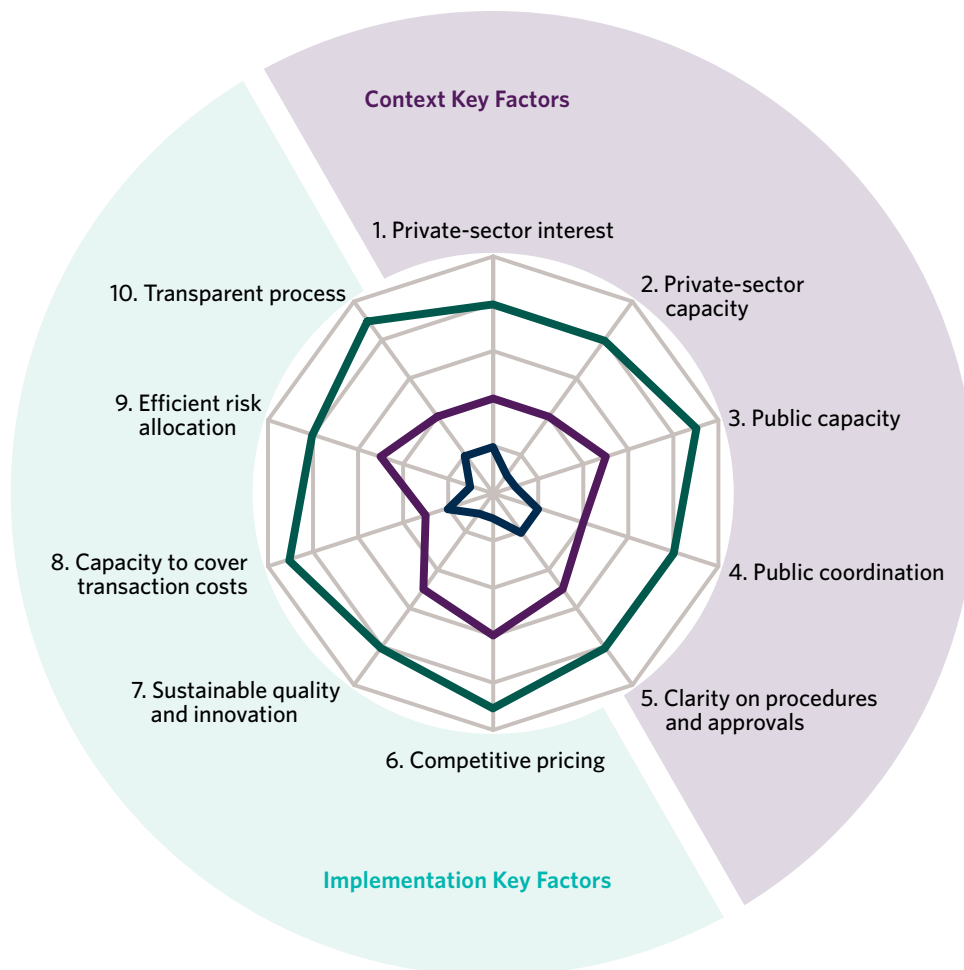 Context Key Factors
1. Private-sector interest
2. Private-sector
capacity
3. Public capacity
4. Public coordination
5. Clarity on procedures
and approvals
6. Competitive pricing
7. Sustainable quality
and innovation
8. Capacity to cover
transaction costs
9. Efficient risk
allocation
10. Transparent process
Implementation Key Factors